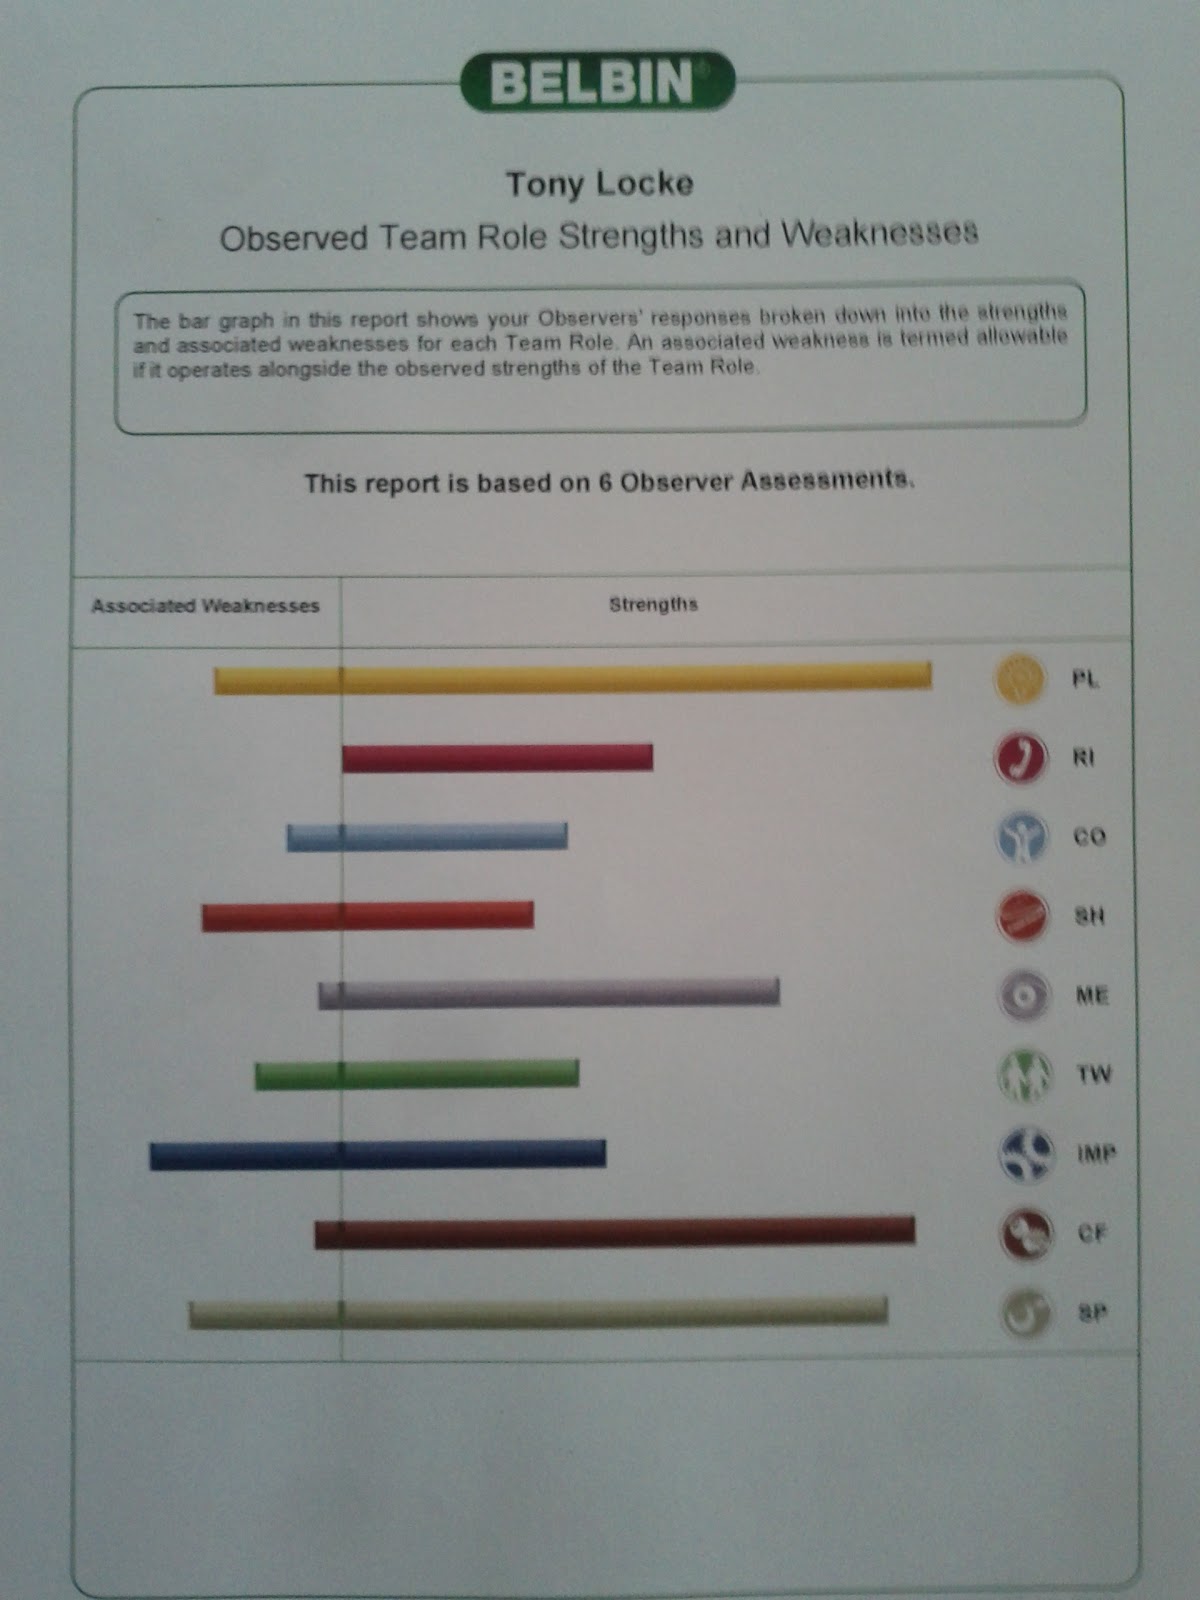 BELBIN®
Tony Locke
Observed Team Role Strengths and Weaknesses
The bar graph in this report shows your Observers' responses broken down into the strengths
and associated weaknesses for each Team Role. An associated weakness is termed allowable
if it operates alongside the observed strengths of the Team Role.
This report is based on 6 Observer Assessments.
Associated Weaknesses Strengths
PL
RI
CO
SH
ME
TW
IMP
CF
SP